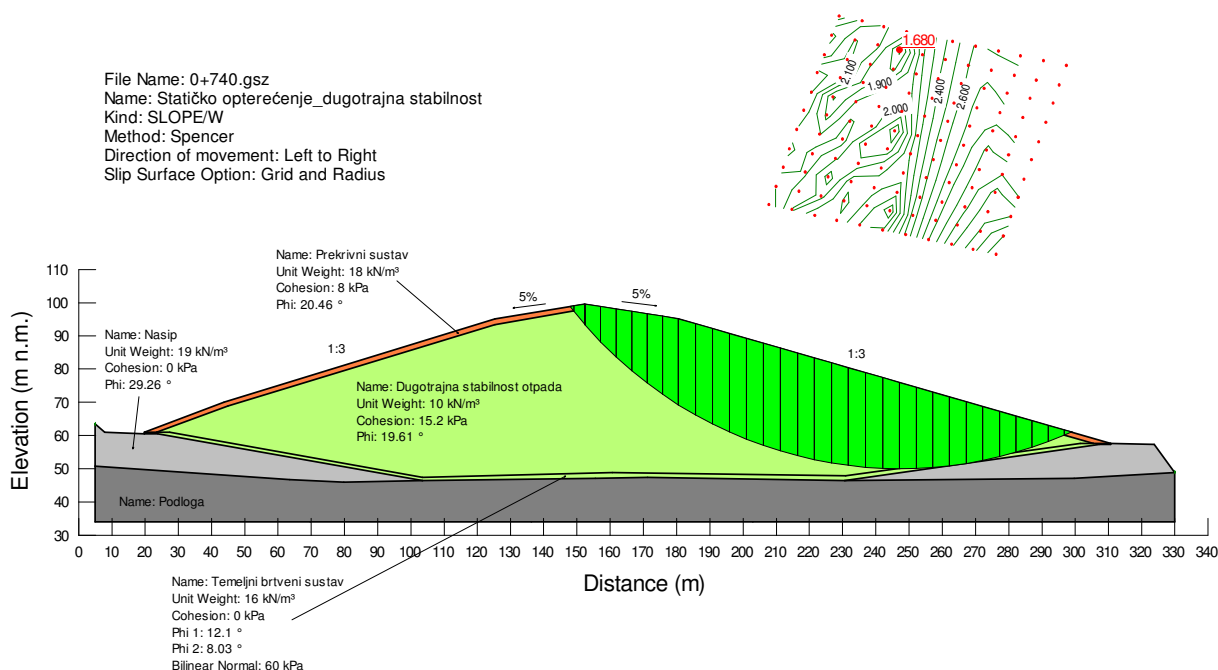 File Name: 0+740.gsz
Name: Statičko opterećenje_dugotrajna stabilnost
Kind: SLOPE/W
Method: Spencer
Direction of movement: Left to Right
Slip Surface Option: Grid and Radius
1.680
2.100
1.900
2.000
2.400
2.600
Name: Prekrivni sustav
Unit Weight: 18 kN/m³
Cohesion: 8 kPa
Phi: 20.46 °
5%
5%
Name: Nasip
Unit Weight: 19 kN/m³
Cohesion: 0 kPa
Phi: 29.26 °
1:3
1:3
Name: Dugotrajna stabilnost otpada
Unit Weight: 10 kN/m³
Cohesion: 15.2 kPa
Phi: 19.61 °
Name: Podloga
Elevation (m n.m.)
110
100
90
80
70
60
50
40
30
0 10 20 30 40 50 60 70 80 90 100 110 120 130 140 150 160 170 180 190 200 210 220 230 240 250 260 270 280 290 300 310 320 330 340
Distance (m)
Name: Temeljni brtveni sustav
Unit Weight: 16 kN/m³
Cohesion: 0 kPa
Phi 1: 12.1 °
Phi 2: 8.03 °
Bilinear Normal: 60 kPa